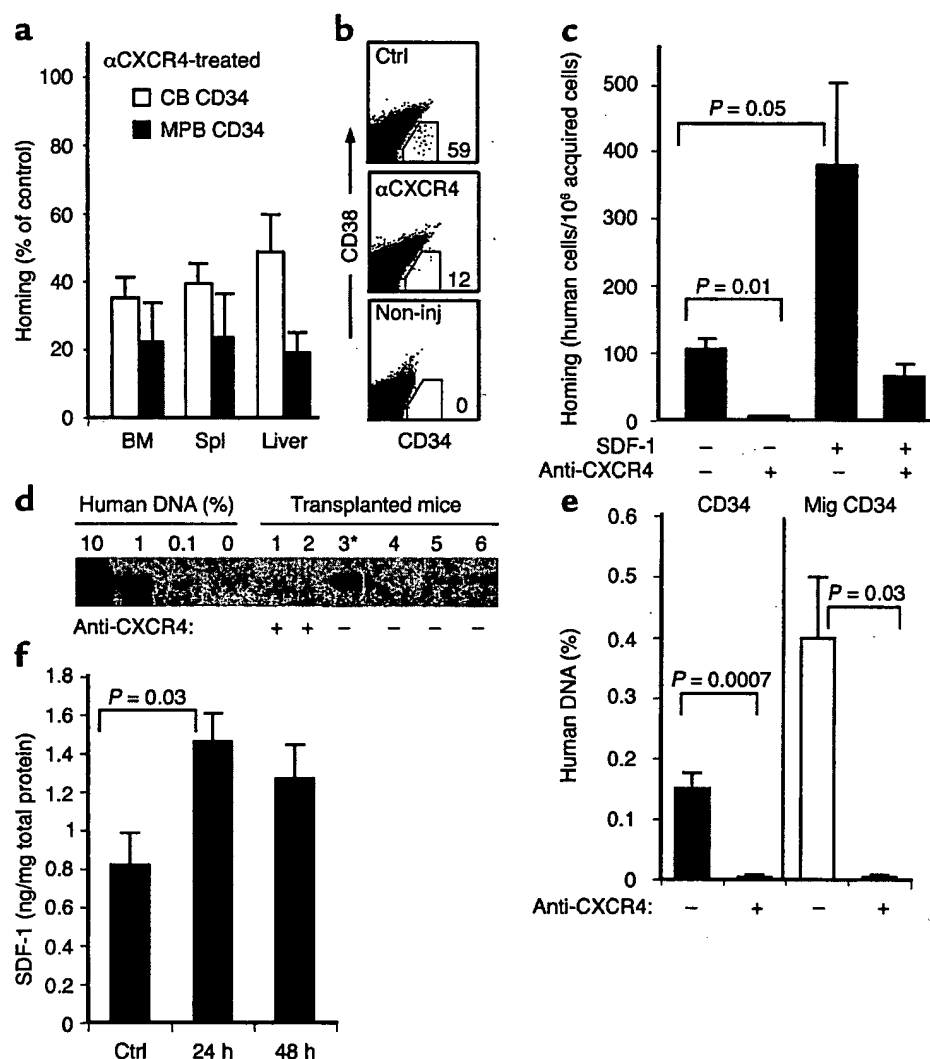 a
αCXCR4-treated
CB CD34
MPB CD34
Homing (% of control)
100
80
60
40
20
0
BM Spl Liver
b
Ctrl
59
αCXCR4
12
Non-inj
0
CD38
CD34
c
Homing (human cells/10⁶ acquired cells)
500
400
300
200
100
0
P = 0.05
P = 0.01
SDF-1 – – + +
Anti-CXCR4 – + – +
d
Human DNA (%) Transplanted mice
10 1 0.1 0 1 2 3* 4 5 6
Anti-CXCR4: + + – – – –
e
CD34 Mig CD34
Human DNA (%)
0.6
0.5
0.4
0.3
0.2
0.1
0
P = 0.0007
P = 0.03
Anti-CXCR4: – + – +
f
SDF-1 (ng/mg total protein)
1.8
1.6
1.4
1.2
1
0.8
0.6
0.4
0.2
0
P = 0.03
Ctrl 24 h 48 h